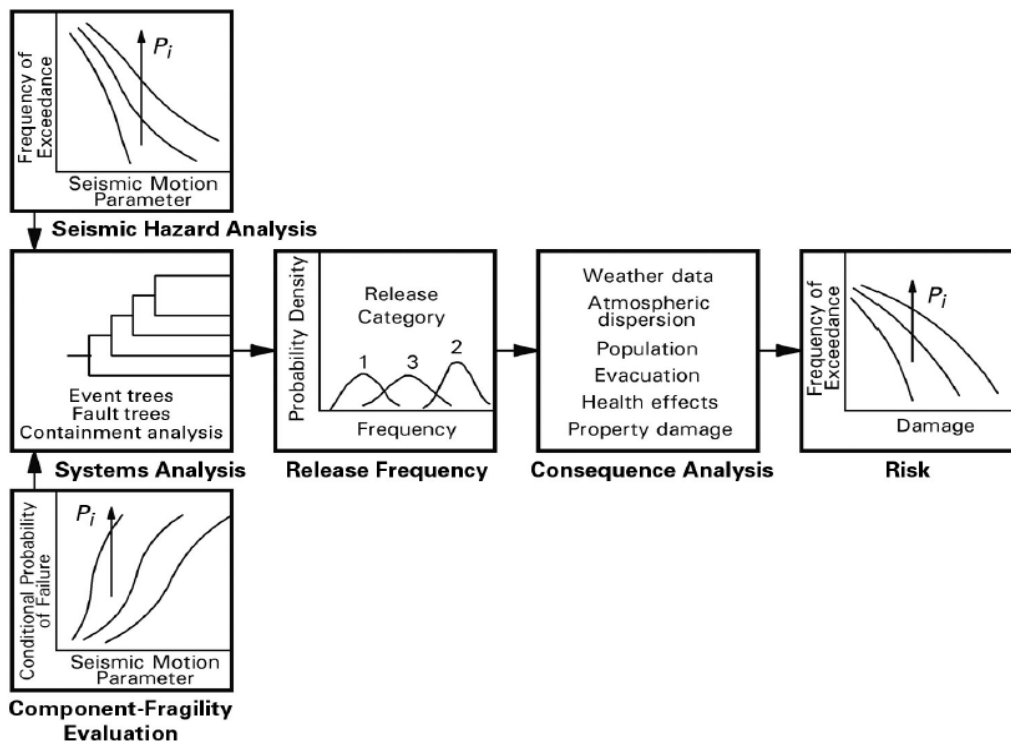 Frequency of
Exceedance
P_i
Seismic Motion
Parameter
Seismic Hazard Analysis
Event trees
Fault trees
Containment analysis
Systems Analysis
Probability Density
Release
Category
1
3
2
Frequency
Release Frequency
Weather data
Atmospheric
dispersion
Population
Evacuation
Health effects
Property damage
Consequence Analysis
Frequency of
Exceedance
P_i
Damage
Risk
Conditional Probability
of Failure
P_i
Seismic Motion
Parameter
Component-Fragility
Evaluation